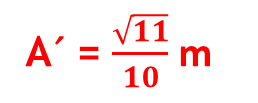 A´ = √11/10 m